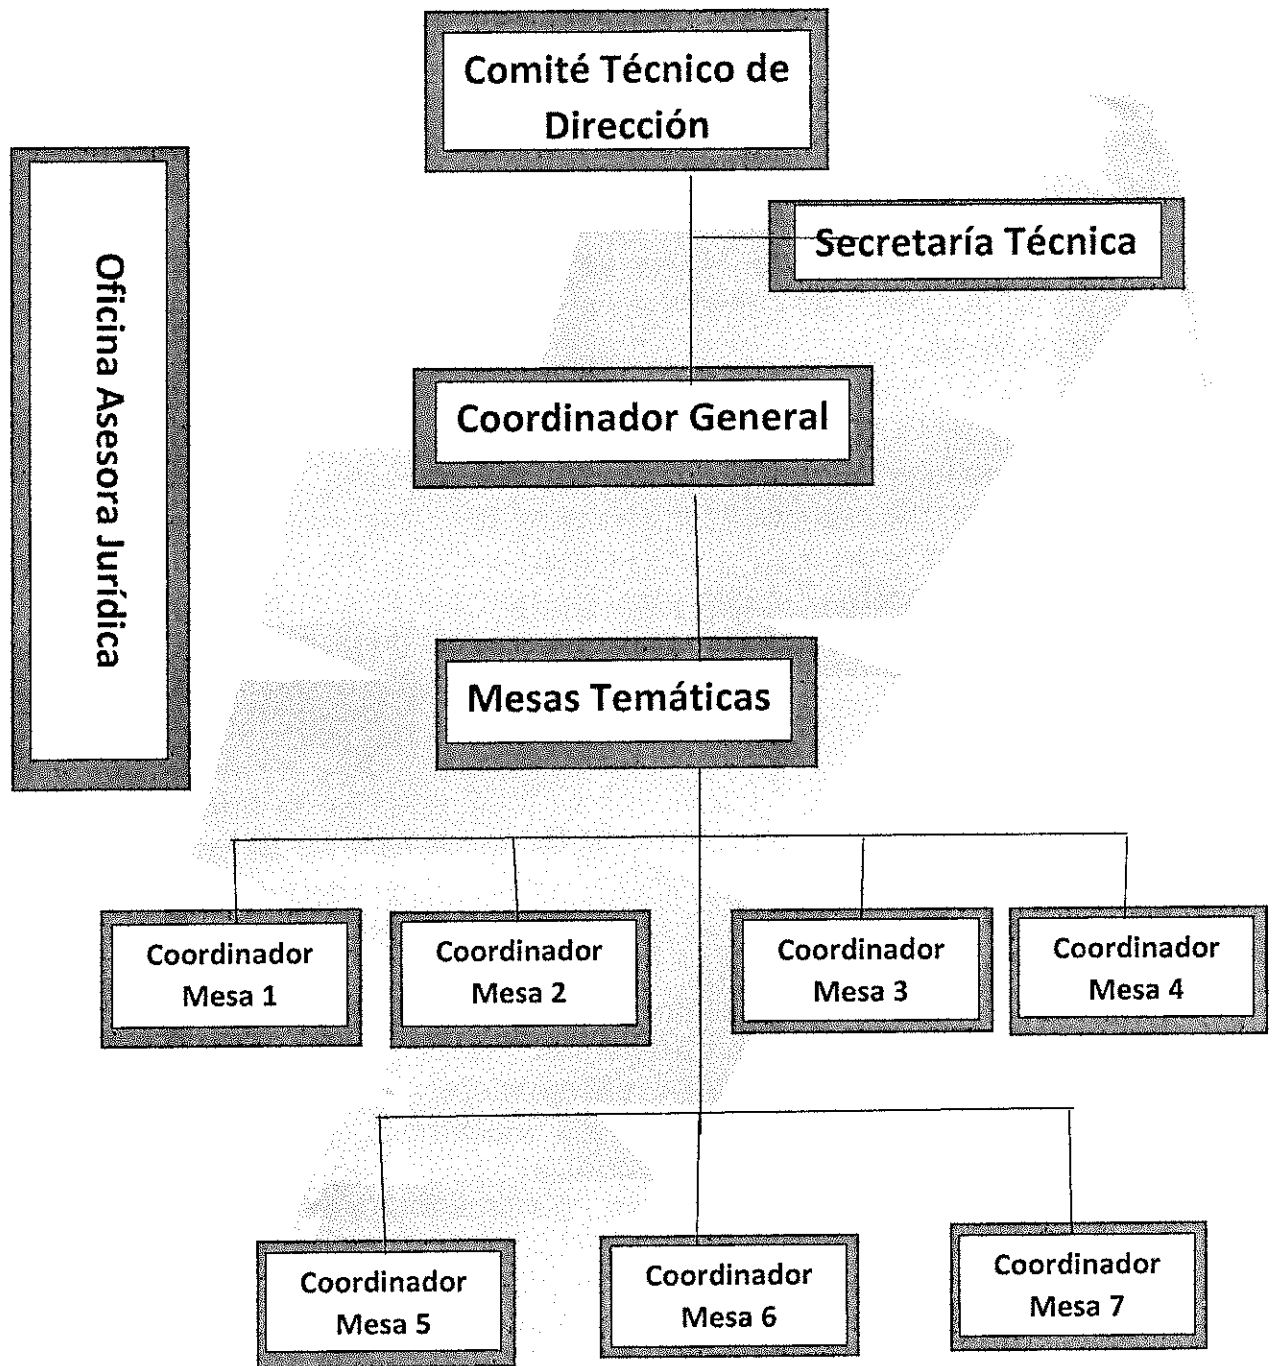 Comité Técnico de
Dirección
Secretaría Técnica
Oficina Asesora Jurídica
Coordinador General
Mesas Temáticas
Coordinador
Mesa 1
Coordinador
Mesa 2
Coordinador
Mesa 3
Coordinador
Mesa 4
Coordinador
Mesa 5
Coordinador
Mesa 6
Coordinador
Mesa 7